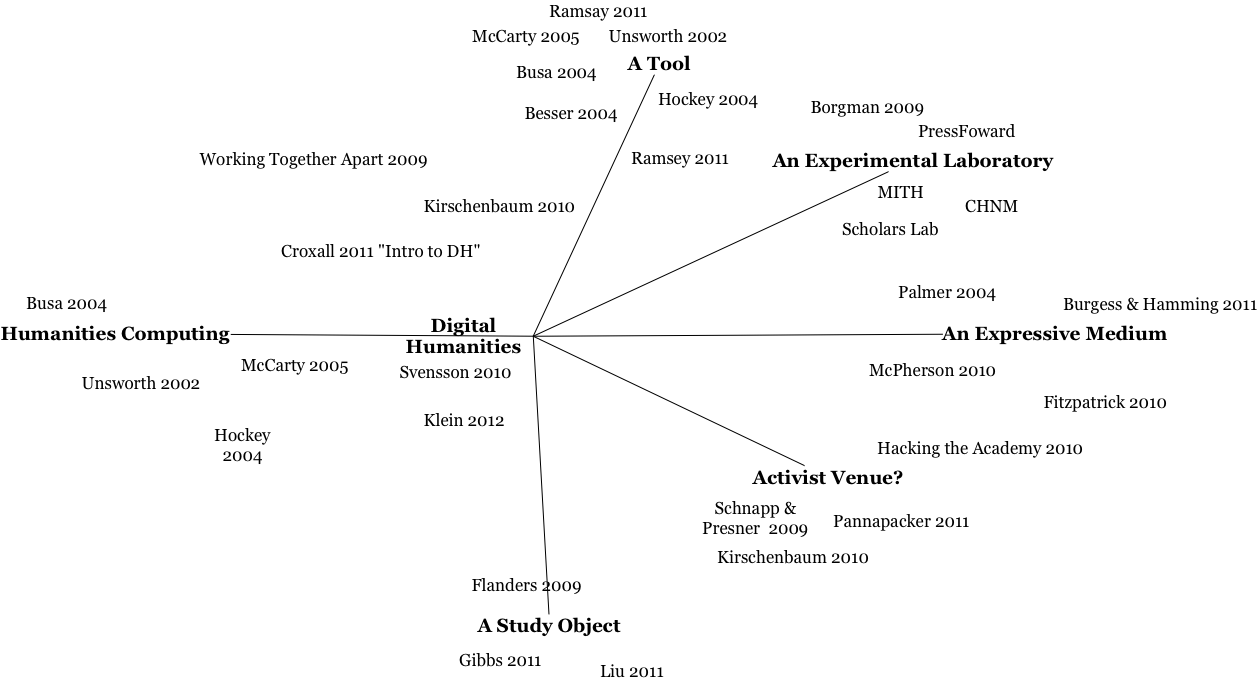 Ramsay 2011
McCarty 2005
Unsworth 2002
A Tool
Busa 2004
Hockey 2004
Besser 2004
Borgman 2009
PressFoward
Working Together Apart 2009
Ramsey 2011
An Experimental Laboratory
MITH
CHNM
Kirschenbaum 2010
Scholars Lab
Croxall 2011 "Intro to DH"
Palmer 2004
Busa 2004
Burgess & Hamming 2011
Humanities Computing
Digital
Humanities
An Expressive Medium
McCarty 2005
Svensson 2010
McPherson 2010
Unsworth 2002
Fitzpatrick 2010
Klein 2012
Hockey
2004
Hacking the Academy 2010
Activist Venue?
Schnapp &
Presner 2009
Pannapacker 2011
Kirschenbaum 2010
Flanders 2009
A Study Object
Gibbs 2011
Liu 2011